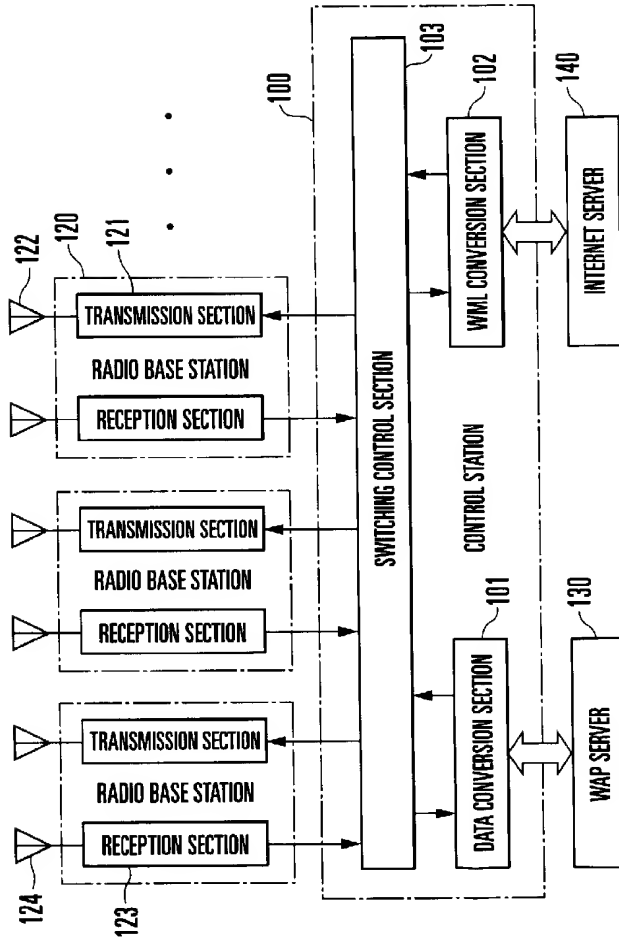 122
120
121
124
TRANSMISSION SECTION
TRANSMISSION SECTION
TRANSMISSION SECTION
RADIO BASE STATION
RADIO BASE STATION
RADIO BASE STATION
RECEPTION SECTION
RECEPTION SECTION
RECEPTION SECTION
123
100
SWITCHING CONTROL SECTION
103
CONTROL STATION
101
DATA CONVERSION SECTION
102
WML CONVERSION SECTION
130
WAP SERVER
140
INTERNET SERVER